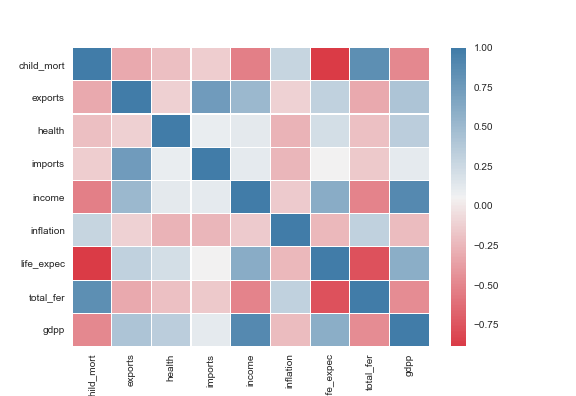 child_mort
exports
health
imports
income
inflation
life_expec
total_fer
gdpp
hild_mort
exports
health
imports
income
inflation
fe_expec
total_fer
gdpp
1.00
0.75
0.50
0.25
0.00
−0.25
−0.50
−0.75